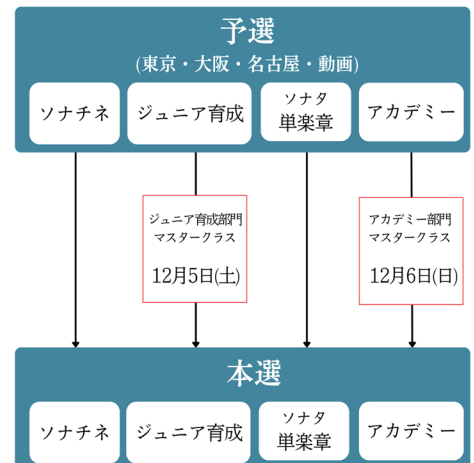 予選
(東京・大阪・名古屋・動画)
ソナチネ
ジュニア育成
ソナタ
単楽章
アカデミー
ジュニア育成部門
マスタークラス
12月5日(土)
アカデミー部門
マスタークラス
12月6日(日)
本選
ソナチネ
ジュニア育成
ソナタ
単楽章
アカデミー